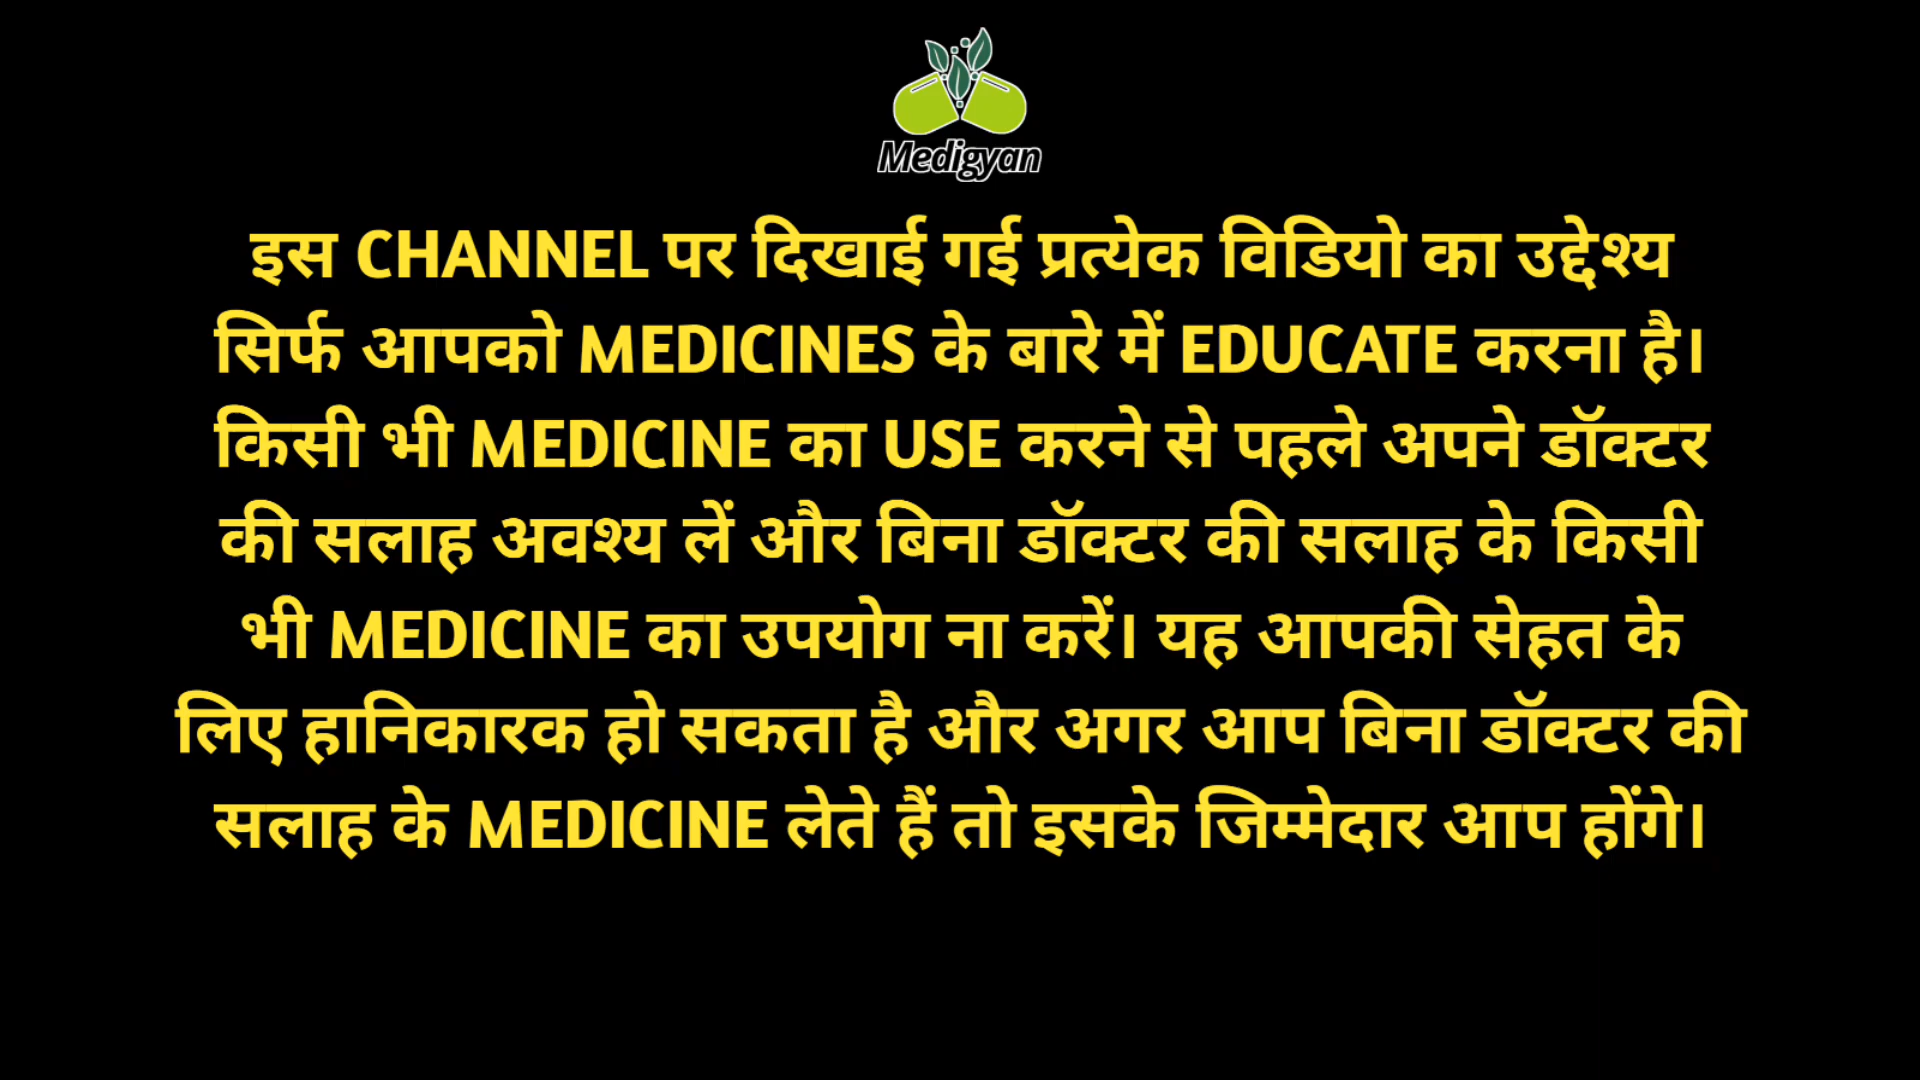 Medigyan
इस CHANNEL पर दिखाई गई प्रत्येक विडियो का उद्देश्य
सिर्फ आपको MEDICINES के बारे में EDUCATE करना है।
किसी भी MEDICINE का USE करने से पहले अपने डॉक्टर
की सलाह अवश्य लें और बिना डॉक्टर की सलाह के किसी
भी MEDICINE का उपयोग ना करें। यह आपकी सेहत के
लिए हानिकारक हो सकता है और अगर आप बिना डॉक्टर की
सलाह के MEDICINE लेते हैं तो इसके जिम्मेदार आप होंगे।